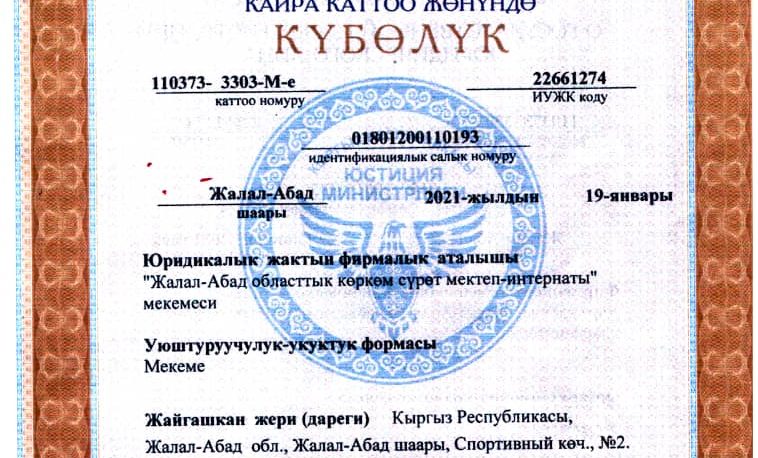 КАЙРА КАТТОО ЖӨНҮНДӨ
КҮБӨЛҮК
110373- 3303-М-е 22661274
каттоо номуру ИУЖК коду
01801200110193
идентификациялык салык номуру
ЮСТИЦИЯ
МИНИСТРЛИГИ
Жалал-Абад 2021-жылдын 19-январы
шаары
Юридикалык жактын фирмалык аталышы
"Жалал-Абад областтык көркөм сүрөт мектеп-интернаты"
мекемеси
Уюштуруучулук-укуктук формасы
Мекеме
Жайгашкан жери (дареги) Кыргыз Республикасы,
Жалал-Абад обл., Жалал-Абад шаары, Спортивный көч., №2.